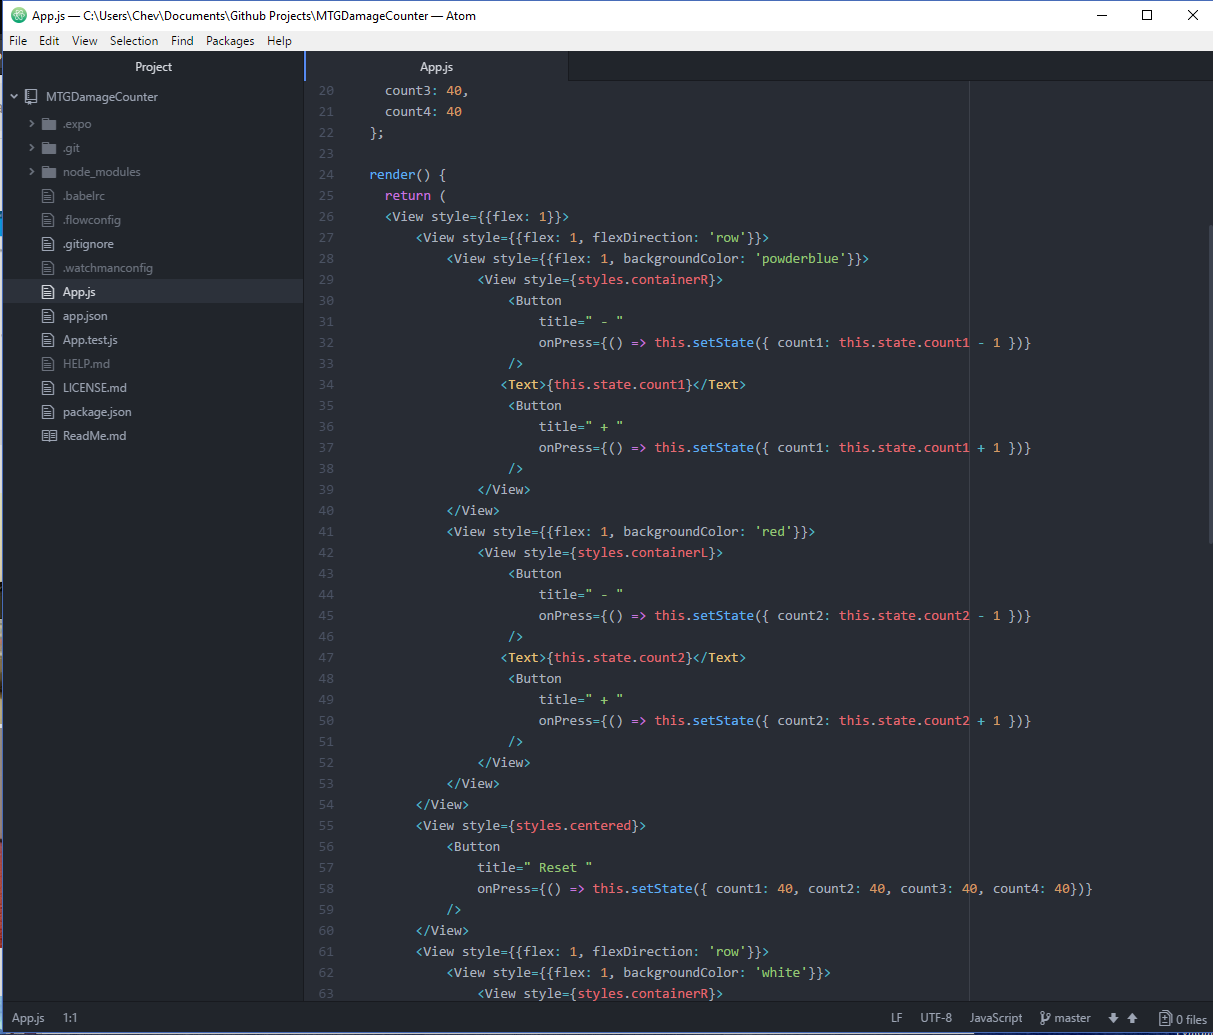 App.js — C:\Users\Chev\Documents\Github Projects\MTGDamageCounter — Atom
File Edit View Selection Find Packages Help
Project
MTGDamageCounter
.expo
.git
node_modules
.babelrc
.flowconfig
.gitignore
.watchmanconfig
App.js
app.json
App.test.js
HELP.md
LICENSE.md
package.json
ReadMe.md
App.js
20 count3: 40,
21 count4: 40
22 };
23
24 render() {
25 return (
26 <View style={{flex: 1}}>
27 <View style={{flex: 1, flexDirection: 'row'}}>
28 <View style={{flex: 1, backgroundColor: 'powderblue'}}>
29 <View style={styles.containerR}>
30 <Button
31 title=" - "
32 onPress={() => this.setState({ count1: this.state.count1 - 1 })}
33 />
34 <Text>{this.state.count1}</Text>
35 <Button
36 title=" + "
37 onPress={() => this.setState({ count1: this.state.count1 + 1 })}
38 />
39 </View>
40 </View>
41 <View style={{flex: 1, backgroundColor: 'red'}}>
42 <View style={styles.containerL}>
43 <Button
44 title=" - "
45 onPress={() => this.setState({ count2: this.state.count2 - 1 })}
46 />
47 <Text>{this.state.count2}</Text>
48 <Button
49 title=" + "
50 onPress={() => this.setState({ count2: this.state.count2 + 1 })}
51 />
52 </View>
53 </View>
54 </View>
55 <View style={styles.centered}>
56 <Button
57 title=" Reset "
58 onPress={() => this.setState({ count1: 40, count2: 40, count3: 40, count4: 40})}
59 />
60 </View>
61 <View style={{flex: 1, flexDirection: 'row'}}>
62 <View style={{flex: 1, backgroundColor: 'white'}}>
63 <View style={styles.containerR}>
App.js 1:1 LF UTF-8 JavaScript master 0 files